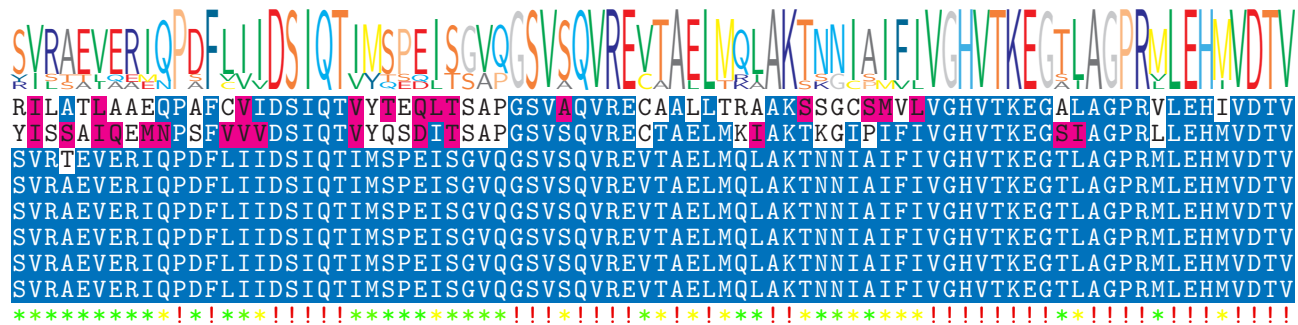 SVRAEVERIQPDFLIIDSIQTIMSPEISGVQGSVSQVREVTAELMQLAKTNNIAIFIVGHVTKEGTLAGPRMLEHMVDTV
RILATLAAEQPAFCVIDSIQTVYTEQLTSAPGSVAQVRECAALLTRAAKSSGCSMVLVGHVTKEGALAGPRVLEHIVDTV
YISSAIQEMNPSFVVVDSIQTVYQSDITSAPGSVSQVRECTAELMKIAKTKGIPIFIVGHVTKEGSIAGPRLLEHMVDTV
SVRTEVERIQPDFLIIDSIQTIMSPEISGVQGSVSQVREVTAELMQLAKTNNIAIFIVGHVTKEGTLAGPRMLEHMVDTV
SVRAEVERIQPDFLIIDSIQTIMSPEISGVQGSVSQVREVTAELMQLAKTNNIAIFIVGHVTKEGTLAGPRMLEHMVDTV
SVRAEVERIQPDFLIIDSIQTIMSPEISGVQGSVSQVREVTAELMQLAKTNNIAIFIVGHVTKEGTLAGPRMLEHMVDTV
SVRAEVERIQPDFLIIDSIQTIMSPEISGVQGSVSQVREVTAELMQLAKTNNIAIFIVGHVTKEGTLAGPRMLEHMVDTV
SVRAEVERIQPDFLIIDSIQTIMSPEISGVQGSVSQVREVTAELMQLAKTNNIAIFIVGHVTKEGTLAGPRMLEHMVDTV
SVRAEVERIQPDFLIIDSIQTIMSPEISGVQGSVSQVREVTAELMQLAKTNNIAIFIVGHVTKEGTLAGPRMLEHMVDTV
**********!*!***!!!!!**********!!!*!!!!**!*!**!!*********!!!!!!!!**!!!!*!!!*!!!!